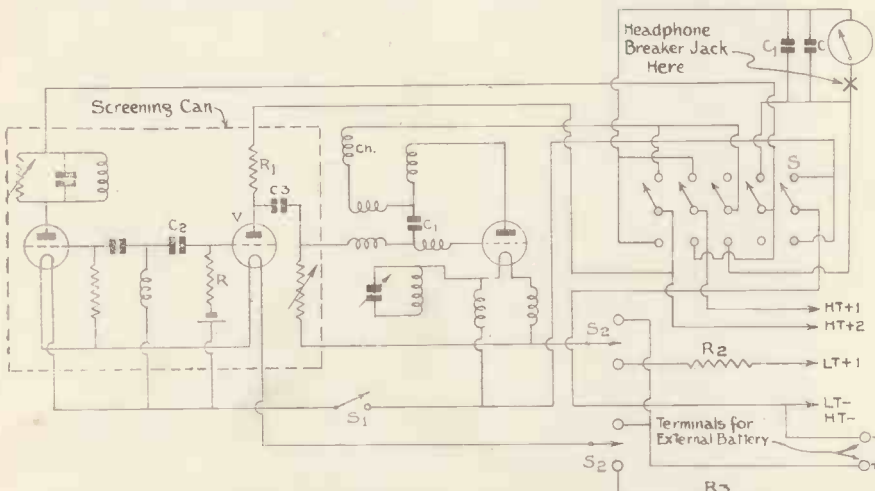 Headphone
Breaker Jack
Here
C1
C
Screening Can
R1
Ch.
C3
S
V
C2
C1
R
HT+1
HT+2
S2
R2
LT+1
S1
LT-
HT-
Terminals for
External Battery
S2
R3